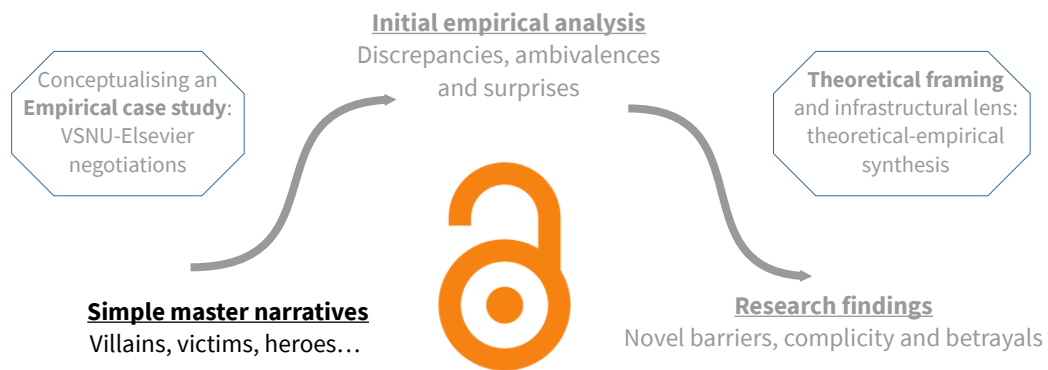 Initial empirical analysis
Discrepancies, ambivalences
and surprises
Conceptualising an
Empirical case study:
VSNU-Elsevier
negotiations
Theoretical framing
and infrastructural lens:
theoretical-empirical
synthesis
Simple master narratives
Villains, victims, heroes…
Research findings
Novel barriers, complicity and betrayals